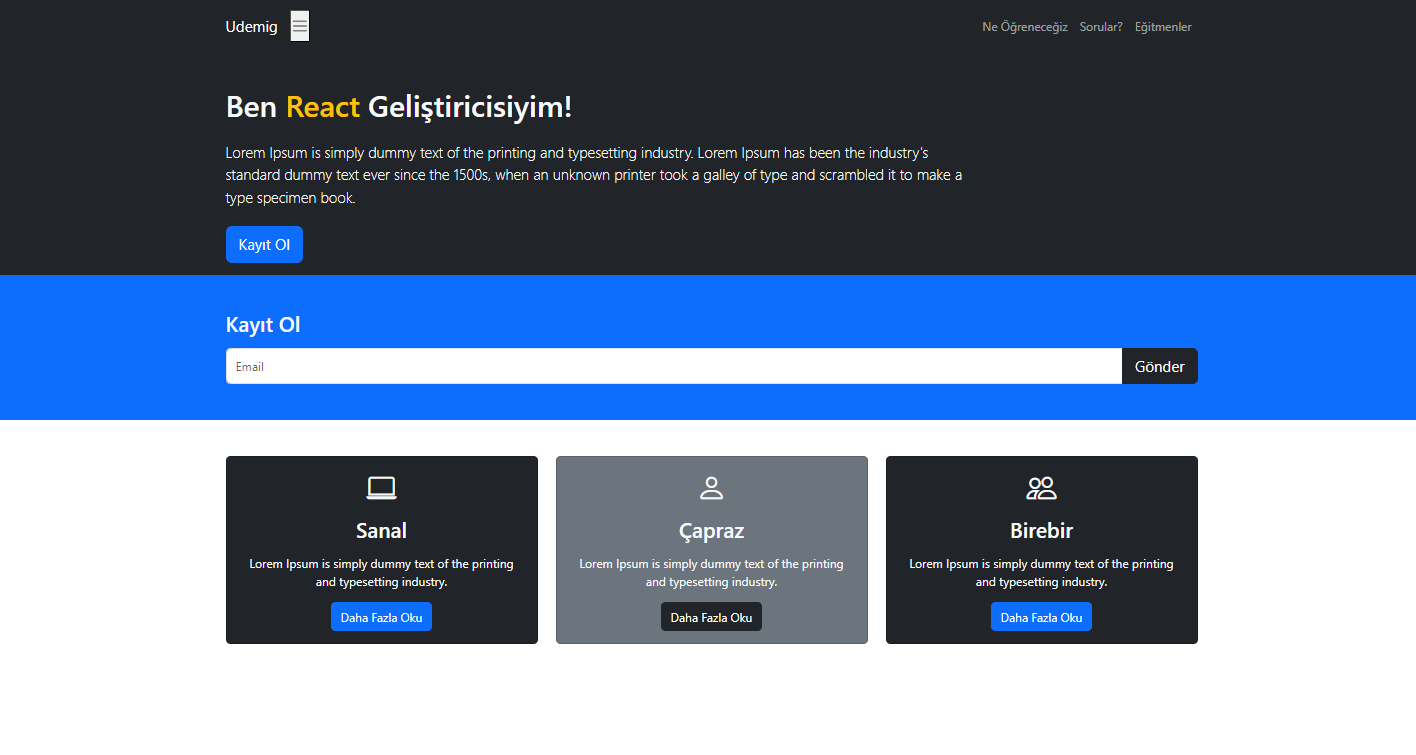 Udemig
Ne Öğreneceğiz Sorular? Eğitmenler
Ben React Geliştiricisiyim!
Lorem Ipsum is simply dummy text of the printing and typesetting industry. Lorem Ipsum has been the industry's
standard dummy text ever since the 1500s, when an unknown printer took a galley of type and scrambled it to make a
type specimen book.
Kayıt Ol
Kayıt Ol
Email
Gönder
Sanal
Lorem Ipsum is simply dummy text of the printing
and typesetting industry.
Daha Fazla Oku
Çapraz
Lorem Ipsum is simply dummy text of the printing
and typesetting industry.
Daha Fazla Oku
Birebir
Lorem Ipsum is simply dummy text of the printing
and typesetting industry.
Daha Fazla Oku